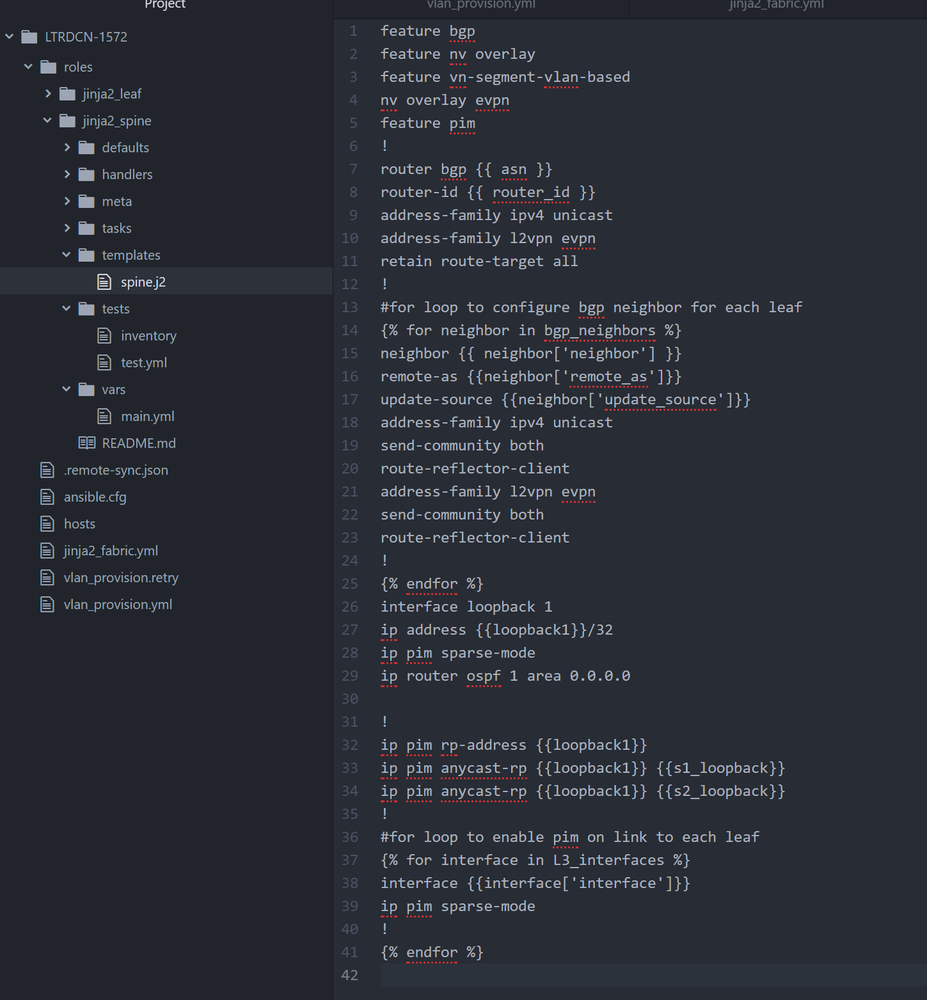 Project
vlan_provision.yml
jinja2_fabric.yml
LTRDCN-1572
roles
jinja2_leaf
jinja2_spine
defaults
handlers
meta
tasks
templates
spine.j2
tests
inventory
test.yml
vars
main.yml
README.md
.remote-sync.json
ansible.cfg
hosts
jinja2_fabric.yml
vlan_provision.retry
vlan_provision.yml
1 feature bgp
2 feature nv overlay
3 feature vn-segment-vlan-based
4 nv overlay evpn
5 feature pim
6 !
7 router bgp {{ asn }}
8 router-id {{ router_id }}
9 address-family ipv4 unicast
10 address-family l2vpn evpn
11 retain route-target all
12 !
13 #for loop to configure bgp neighbor for each leaf
14 {% for neighbor in bgp_neighbors %}
15 neighbor {{ neighbor['neighbor'] }}
16 remote-as {{neighbor['remote_as']}}
17 update-source {{neighbor['update_source']}}
18 address-family ipv4 unicast
19 send-community both
20 route-reflector-client
21 address-family l2vpn evpn
22 send-community both
23 route-reflector-client
24 !
25 {% endfor %}
26 interface loopback 1
27 ip address {{loopback1}}/32
28 ip pim sparse-mode
29 ip router ospf 1 area 0.0.0.0
30
31 !
32 ip pim rp-address {{loopback1}}
33 ip pim anycast-rp {{loopback1}} {{s1_loopback}}
34 ip pim anycast-rp {{loopback1}} {{s2_loopback}}
35 !
36 #for loop to enable pim on link to each leaf
37 {% for interface in L3_interfaces %}
38 interface {{interface['interface']}}
39 ip pim sparse-mode
40 !
41 {% endfor %}
42